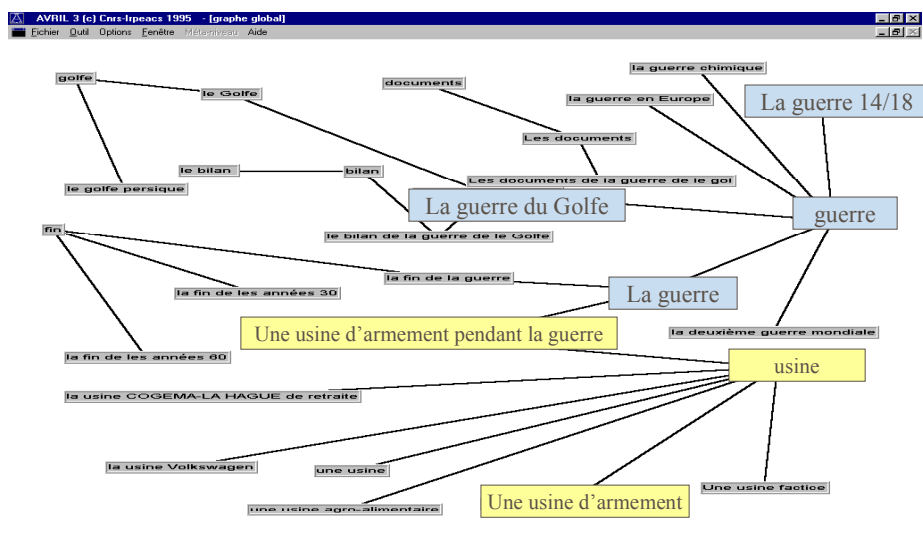 AVRIL 3 (c) Cnrs-Irpeacs 1995 - [graphe global]
Fichier Outil Options Fenêtre Méta-niveau Aide
la guerre chimique
golfe
documents
le Golfe
la guerre en Europe
La guerre 14/18
Les documents
le bilan
bilan
Les documents de la guerre de le gol
le golfe persique
La guerre du Golfe
guerre
fin
le bilan de la guerre de le Golfe
la fin de la guerre
la fin de les années 30
La guerre
Une usine d'armement pendant la guerre
la deuxième guerre mondiale
la fin de les années 60
usine
la usine COGEMA-LA HAGUE de retraite
la usine Volkswagen
une usine
Une usine d'armement
Une usine factice
une usine agro-alimentaire